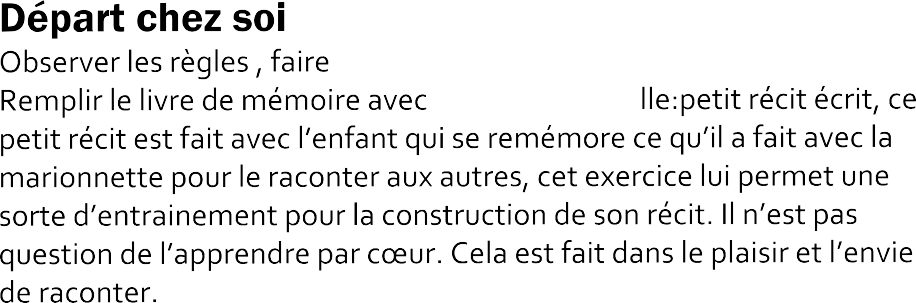 Départ chez soi
Observer les règles , faire
Remplir le livre de mémoire avec lle:petit récit écrit, ce
petit récit est fait avec l’enfant qui se remémore ce qu’il a fait avec la
marionnette pour le raconter aux autres, cet exercice lui permet une
sorte d’entrainement pour la construction de son récit. Il n’est pas
question de l’apprendre par cœur. Cela est fait dans le plaisir et l’envie
de raconter.